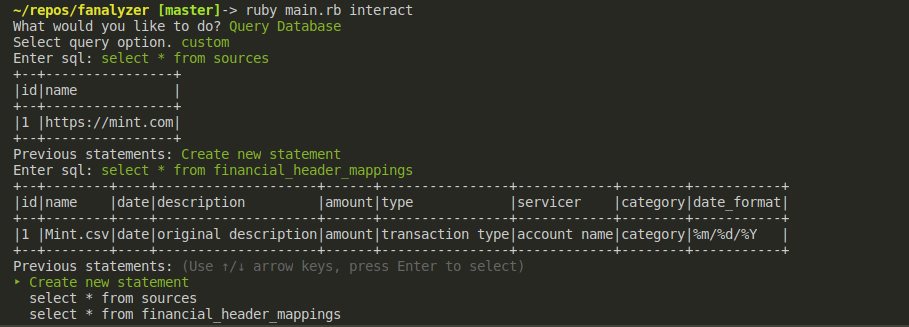 ~/repos/fanalyzer [master]-> ruby main.rb interact
What would you like to do? Query Database
Select query option. custom
Enter sql: select * from sources
+--+----------------+
|id|name            |
+--+----------------+
|1 |https://mint.com|
+--+----------------+
Previous statements: Create new statement
Enter sql: select * from financial_header_mappings
+--+--------+----+--------------------+------+----------------+------------+--------+-----------+
|id|name    |date|description         |amount|type            |servicer    |category|date_format|
+--+--------+----+--------------------+------+----------------+------------+--------+-----------+
|1 |Mint.csv|date|original description|amount|transaction type|account name|category|%m/%d/%Y   |
+--+--------+----+--------------------+------+----------------+------------+--------+-----------+
Previous statements: (Use ↑/↓ arrow keys, press Enter to select)
‣ Create new statement
  select * from sources
  select * from financial_header_mappings